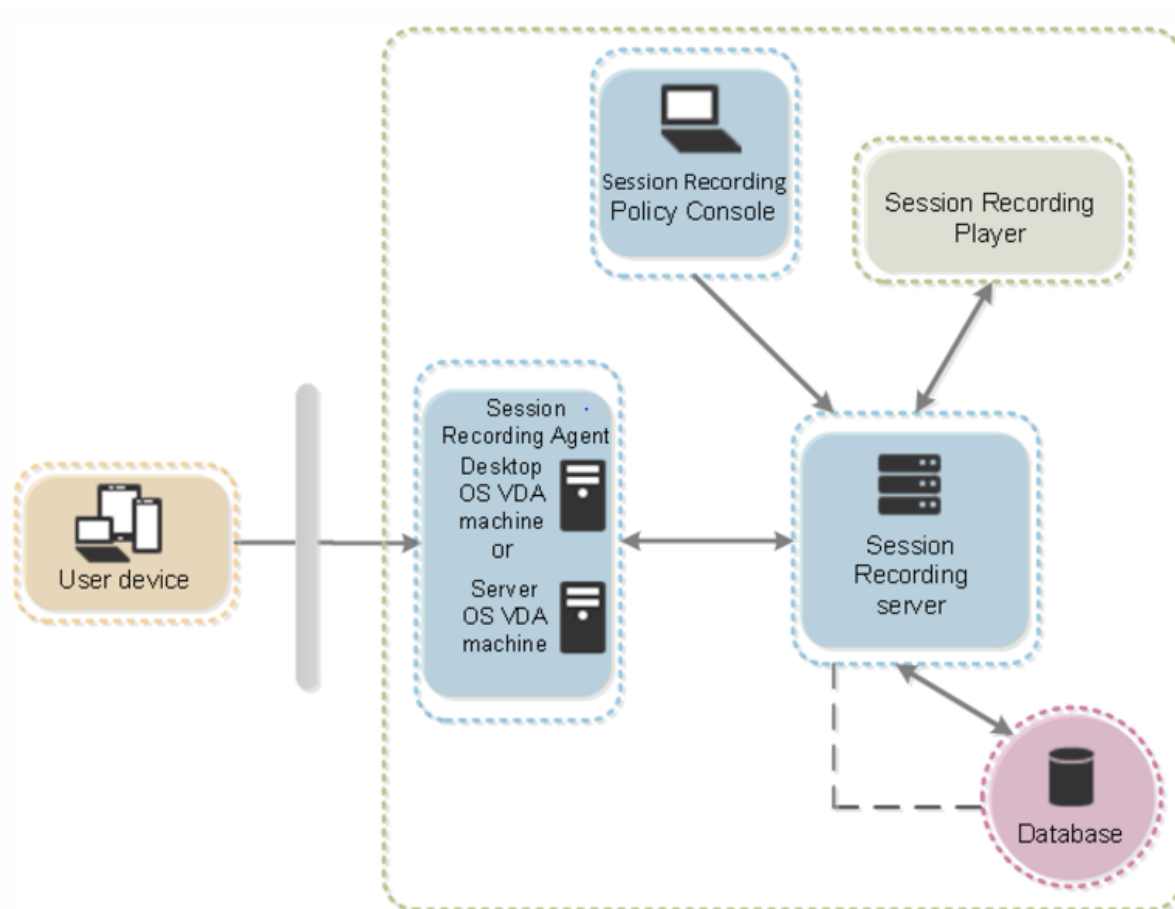 Session Recording
Policy Console
Session Recording
Player
Session
Recording Agent
Desktop
OS VDA
machine
or
Server
OS VDA
machine
User device
Session
Recording
server
Database